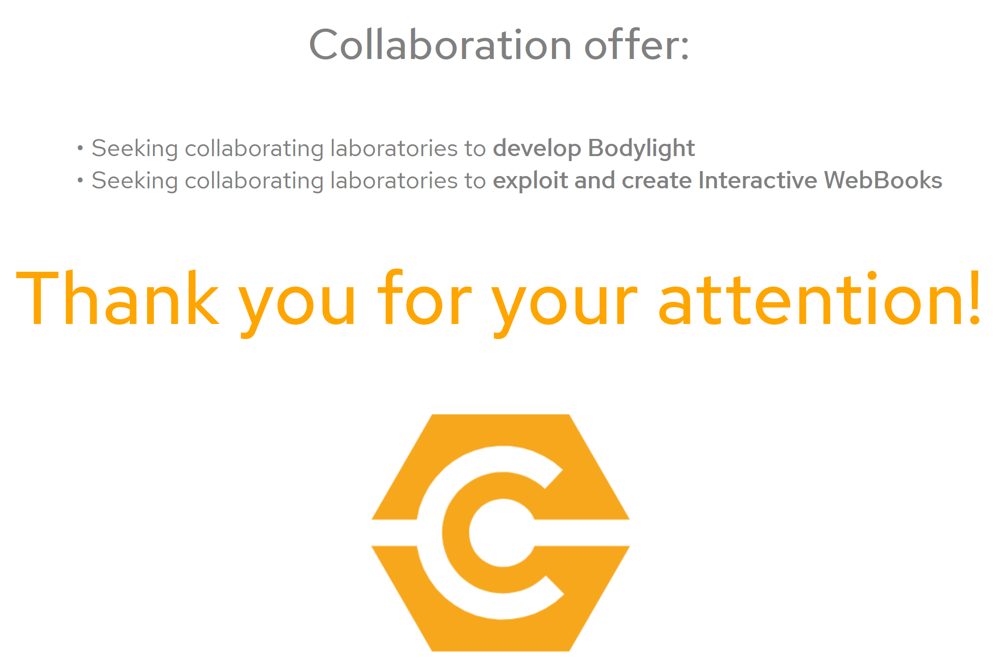 Collaboration offer:
• Seeking collaborating laboratories to develop Bodylight
• Seeking collaborating laboratories to exploit and create Interactive WebBooks
Thank you for your attention!